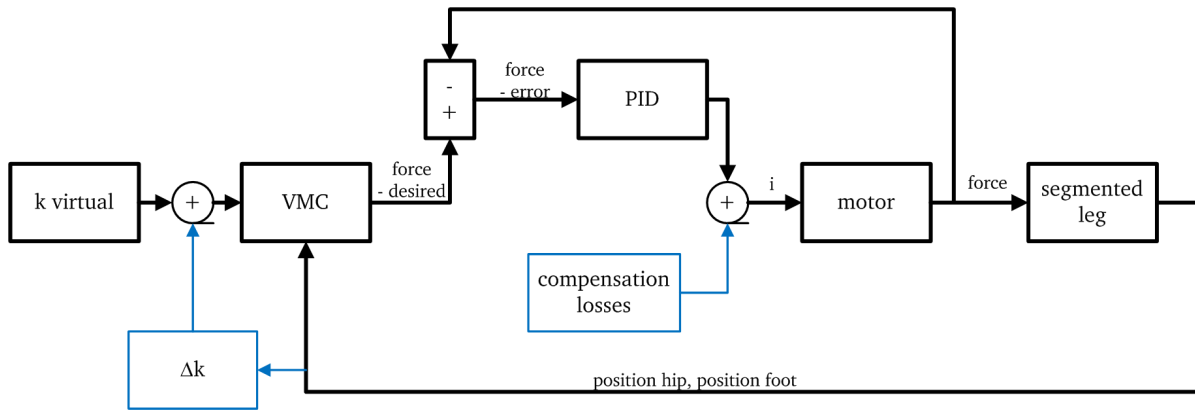 force
- error
-
+
PID
force
- desired
k virtual
+
VMC
+
i
motor
force
segmented
leg
compensation
losses
Δk
position hip, position foot